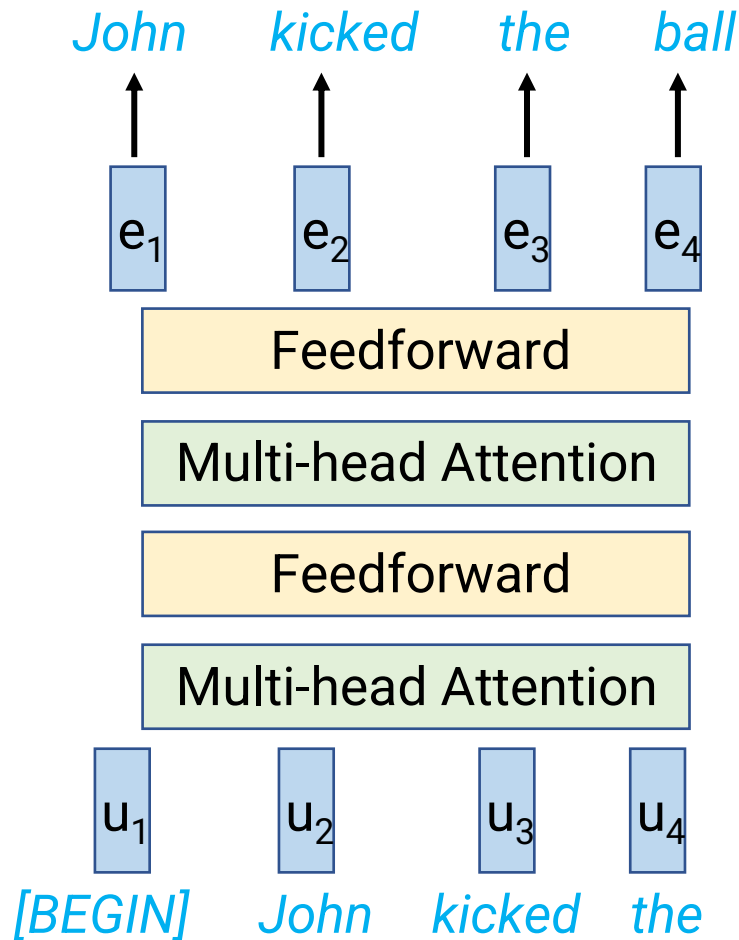 John kicked the ball
e1 e2 e3 e4
Feedforward
Multi-head Attention
Feedforward
Multi-head Attention
u1 u2 u3 u4
[BEGIN] John kicked the